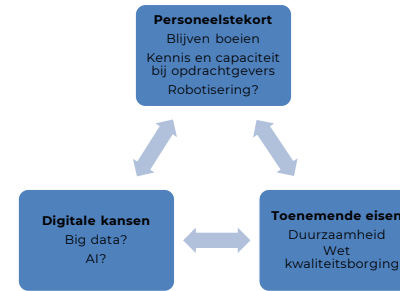 Personeelstekort
Blijven boeien
Kennis en capaciteit
bij opdrachtgevers
Robotisering?
Digitale kansen
Big data?
AI?
Toenemende eisen
Duurzaamheid
Wet
kwaliteitsborging